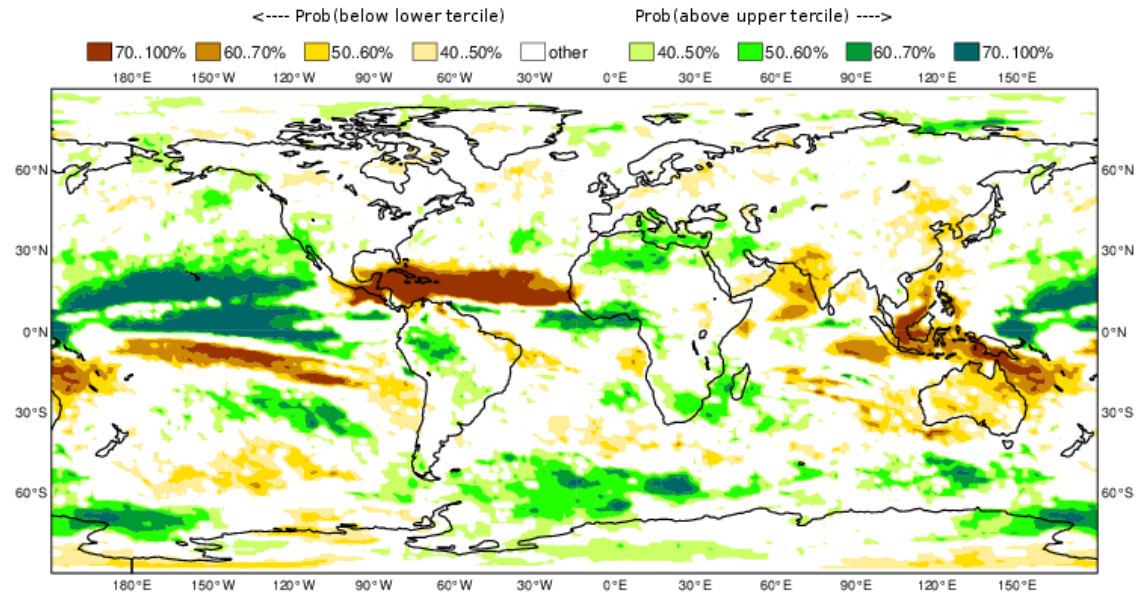 <---- Prob(below lower tercile) Prob(above upper tercile) ---->
70..100% 60..70% 50..60% 40..50% other 40..50% 50..60% 60..70% 70..100%
180°E 150°W 120°W 90°W 60°W 30°W 0°E 30°E 60°E 90°E 120°E 150°E
60°N 60°N
30°N 30°N
0°N 0°N
30°S 30°S
60°S 60°S
180°E 150°W 120°W 90°W 60°W 30°W 0°E 30°E 60°E 90°E 120°E 150°E